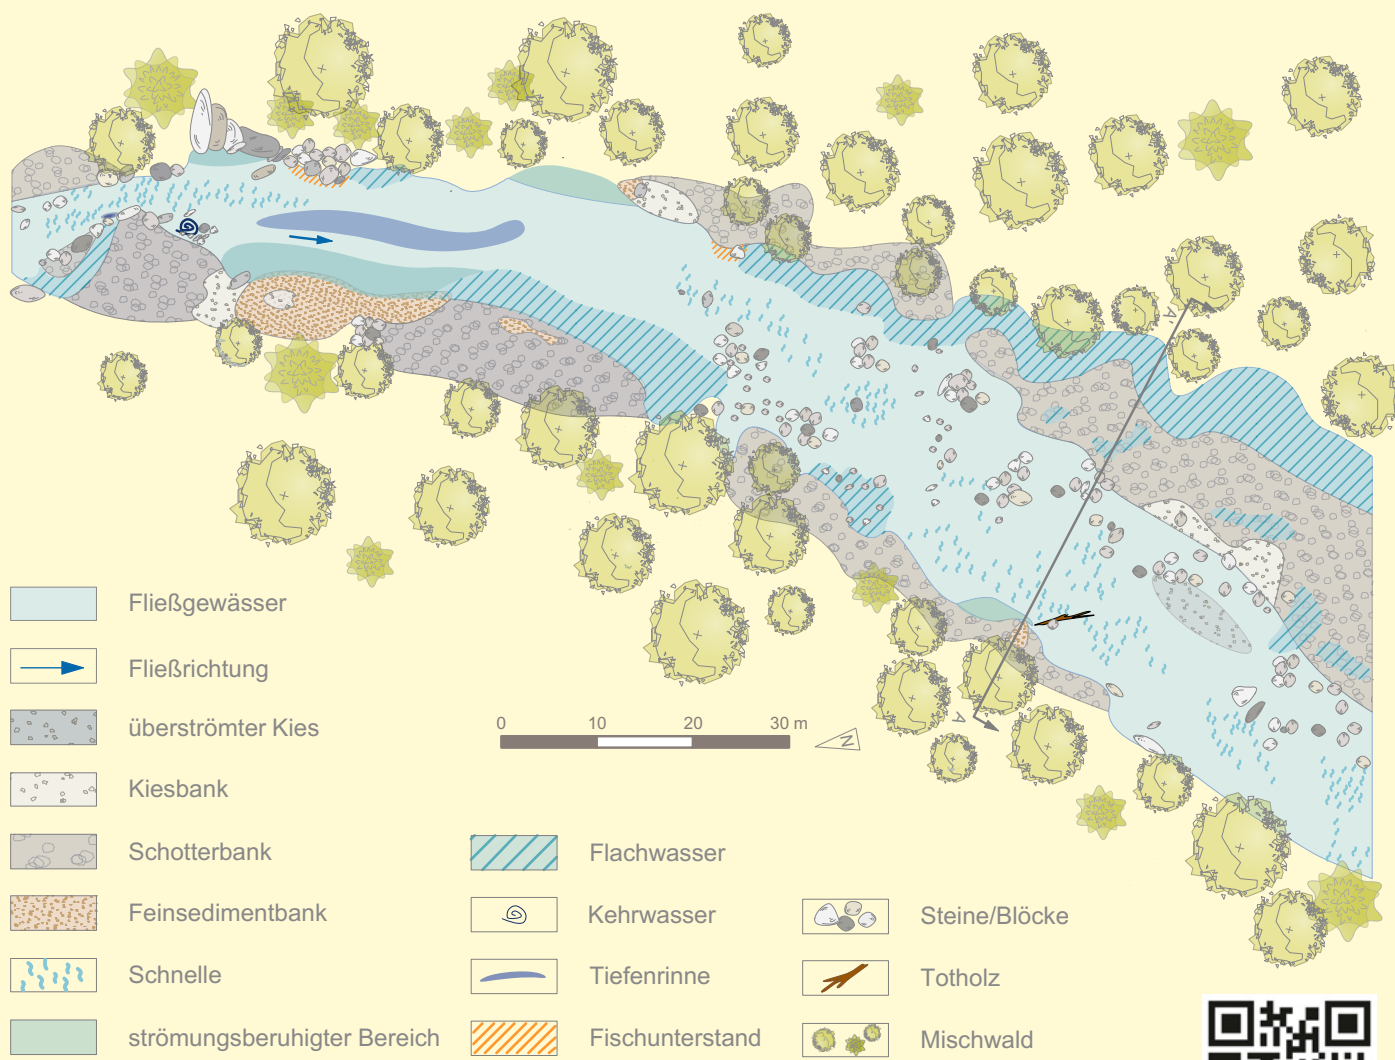 A'
A
0 10 20 30 m
N
Fließgewässer
Fließrichtung
überströmter Kies
Kiesbank
Schotterbank
Feinsedimentbank
Schnelle
strömungsberuhigter Bereich
Flachwasser
Kehrwasser
Tiefenrinne
Fischunterstand
Steine/Blöcke
Totholz
Mischwald